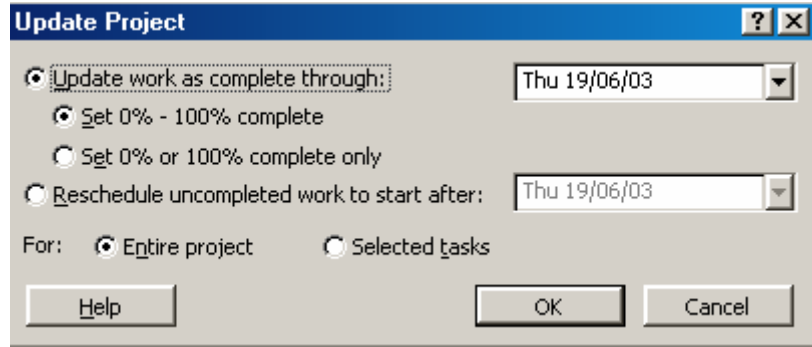 Update Project
Update work as complete through: Thu 19/06/03
Set 0% - 100% complete
Set 0% or 100% complete only
Reschedule uncompleted work to start after: Thu 19/06/03
For: Entire project Selected tasks
Help OK Cancel